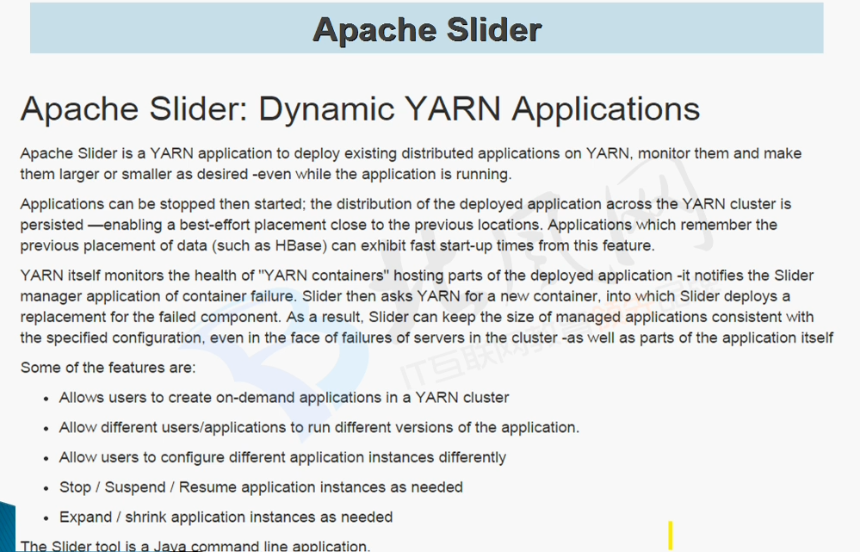 Apache Slider
Apache Slider: Dynamic YARN Applications
Apache Slider is a YARN application to deploy existing distributed applications on YARN, monitor them and make
them larger or smaller as desired -even while the application is running.
Applications can be stopped then started; the distribution of the deployed application across the YARN cluster is
persisted —enabling a best-effort placement close to the previous locations. Applications which remember the
previous placement of data (such as HBase) can exhibit fast start-up times from this feature.
YARN itself monitors the health of "YARN containers" hosting parts of the deployed application -it notifies the Slider
manager application of container failure. Slider then asks YARN for a new container, into which Slider deploys a
replacement for the failed component. As a result, Slider can keep the size of managed applications consistent with
the specified configuration, even in the face of failures of servers in the cluster -as well as parts of the application itself
Some of the features are:
• Allows users to create on-demand applications in a YARN cluster
• Allow different users/applications to run different versions of the application.
• Allow users to configure different application instances differently
• Stop / Suspend / Resume application instances as needed
• Expand / shrink application instances as needed
The Slider tool is a Java command line application.
北风网
IT互联网教育